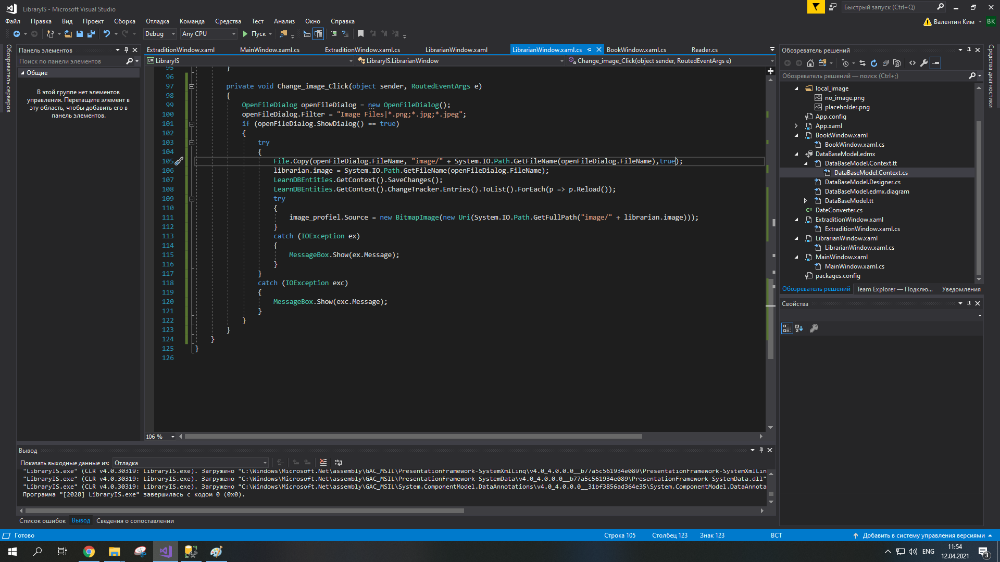 LibraryIS - Microsoft Visual Studio
Быстрый запуск (Ctrl+Q)
Файл Правка Вид Проект Сборка Отладка Команда Средства Тест Анализ Окно Справка
Валентин Ким ВК
Debug Any CPU Пуск
Обозреватель серверов
Панель элементов
Поиск по панели элементов
Общие
В этой группе нет элементов
управления. Перетащите элемент в
эту область, чтобы добавить его в
панель элементов.
ExtraditionWindow.xaml MainWindow.xaml.cs ExtraditionWindow.xaml.cs LibrarianWindow.xaml LibrarianWindow.xaml.cs BookWindow.xaml.cs Reader.cs
LibraryIS LibraryIS.LibrarianWindow Change_image_Click(object sender, RoutedEventArgs e)
95 }
96
97 private void Change_image_Click(object sender, RoutedEventArgs e)
98 {
99 OpenFileDialog openFileDialog = new OpenFileDialog();
100 openFileDialog.Filter = "Image Files|*.png;*.jpg;*.jpeg";
101 if (openFileDialog.ShowDialog() == true)
102 {
103 try
104 {
105 File.Copy(openFileDialog.FileName, "image/" + System.IO.Path.GetFileName(openFileDialog.FileName),true);
106 librarian.image = System.IO.Path.GetFileName(openFileDialog.FileName);
107 LearnDBEntities.GetContext().SaveChanges();
108 LearnDBEntities.GetContext().ChangeTracker.Entries().ToList().ForEach(p => p.Reload());
109 try
110 {
111 image_profiel.Source = new BitmapImage(new Uri(System.IO.Path.GetFullPath("image/" + librarian.image)));
112 }
113 catch (IOException ex)
114 {
115 MessageBox.Show(ex.Message);
116 }
117 }
118 catch (IOException exc)
119 {
120 MessageBox.Show(exc.Message);
121 }
122 }
123 }
124 }
125 }
126
106 %
Обозреватель решений
Обозреватель решений — поиск (Ctrl+;)
local_image
no_image.png
placeholder.png
App.config
App.xaml
BookWindow.xaml
BookWindow.xaml.cs
DataBaseModel.edmx
DataBaseModel.Context.tt
DataBaseModel.Context.cs
DataBaseModel.Designer.cs
DataBaseModel.edmx.diagram
DataBaseModel.tt
DateConverter.cs
ExtraditionWindow.xaml
ExtraditionWindow.xaml.cs
LibrarianWindow.xaml
LibrarianWindow.xaml.cs
MainWindow.xaml
MainWindow.xaml.cs
packages.config
Обозреватель решений Team Explorer — Подклю... Уведомления
Свойства
Средства диагностики
Вывод
Показать выходные данные из: Отладка
"LibraryIS.exe" (CLR v4.0.30319: LibraryIS.exe). Загружено "C:\Windows\Microsoft.Net\assembly\GAC_MSIL\PresentationFramework-SystemXmlLinq\v4.0_4.0.0.0__b77a5c561934e089\PresentationFramework-SystemXmlLin
"LibraryIS.exe" (CLR v4.0.30319: LibraryIS.exe). Загружено "C:\Windows\Microsoft.Net\assembly\GAC_MSIL\PresentationFramework-SystemData\v4.0_4.0.0.0__b77a5c561934e089\PresentationFramework-SystemData.dll"
"LibraryIS.exe" (CLR v4.0.30319: LibraryIS.exe). Загружено "C:\Windows\Microsoft.Net\assembly\GAC_MSIL\System.ComponentModel.DataAnnotations\v4.0_4.0.0.0__31bf3856ad364e35\System.ComponentModel.DataAnnota
Программа "[2028] LibraryIS.exe" завершилась с кодом 0 (0x0).
Список ошибок Вывод Сведения о сопоставлении
Готово Строка 105 Столбец 123 Знак 123 ВСТ Добавить в систему управления версиями
ENG
11:54
12.04.2021
3